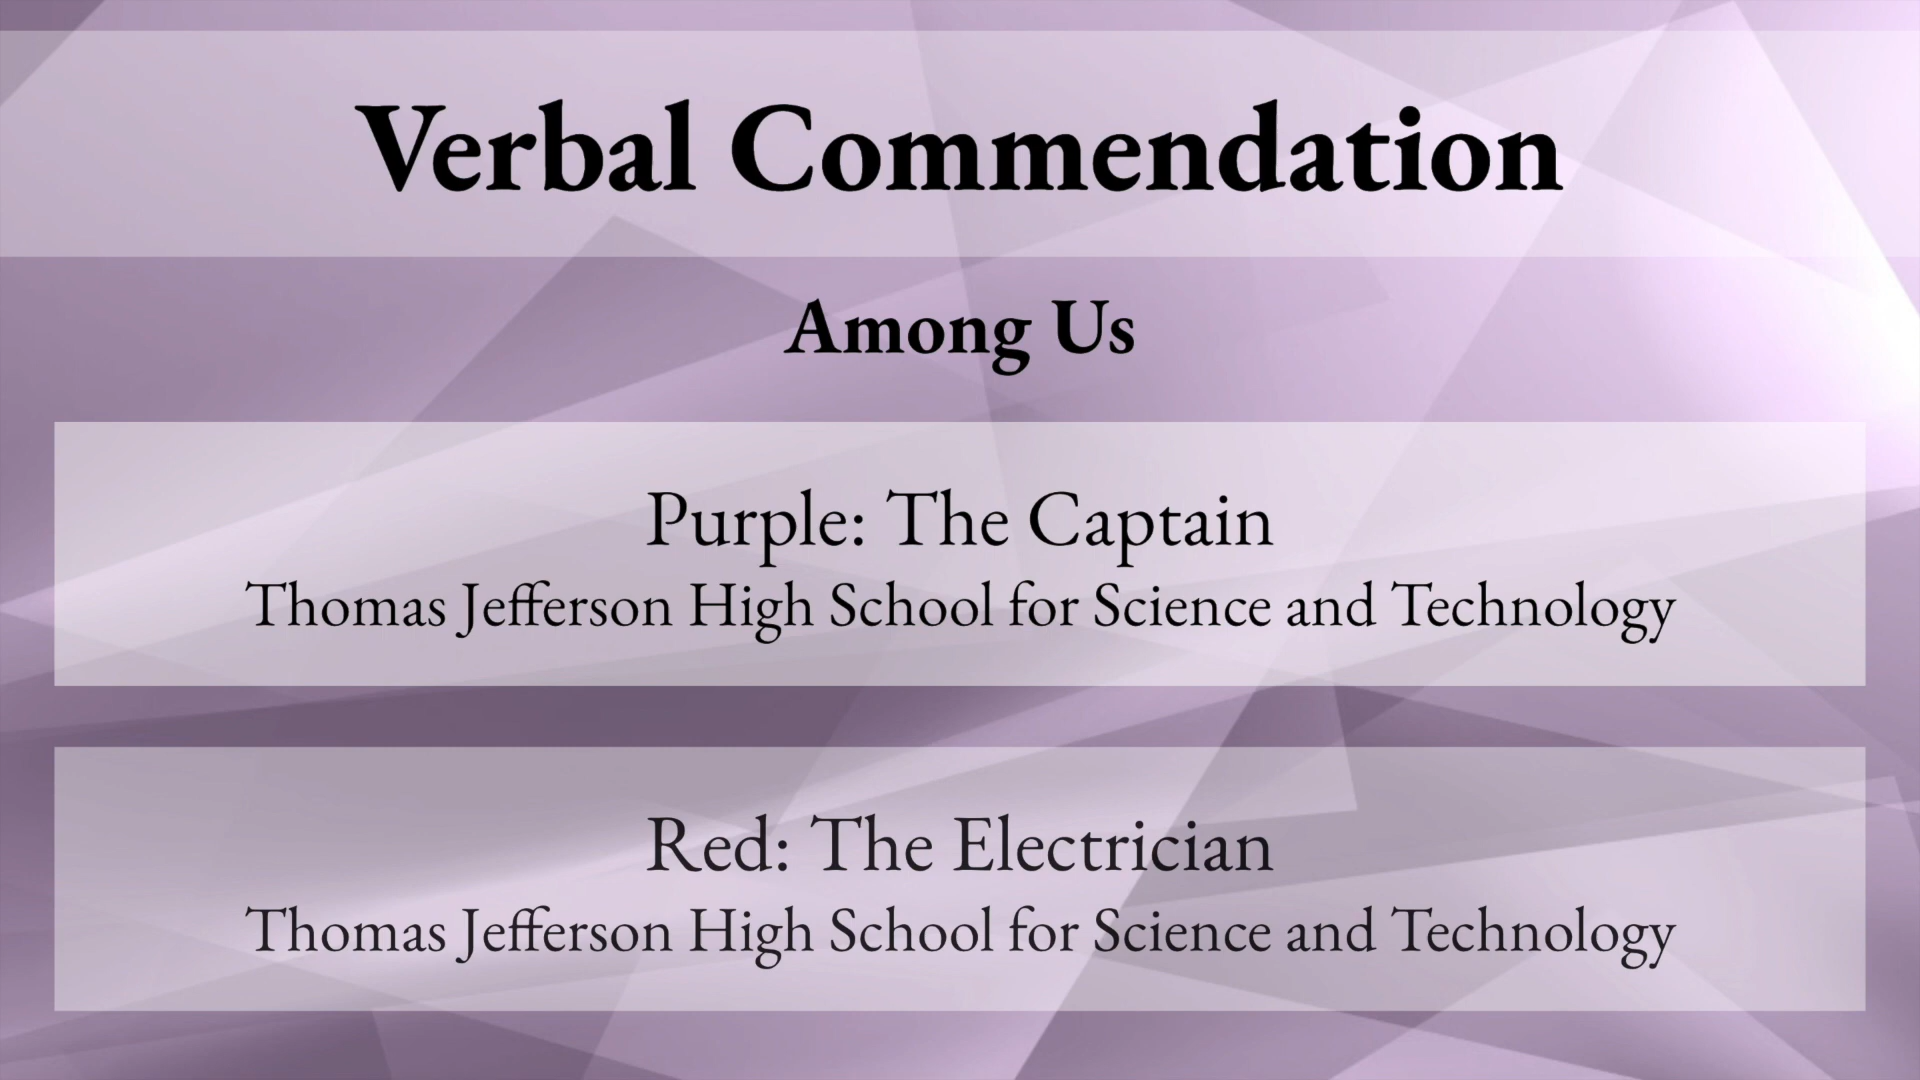 Verbal Commendation
Among Us
Purple: The Captain
Thomas Jefferson High School for Science and Technology
Red: The Electrician
Thomas Jefferson High School for Science and Technology